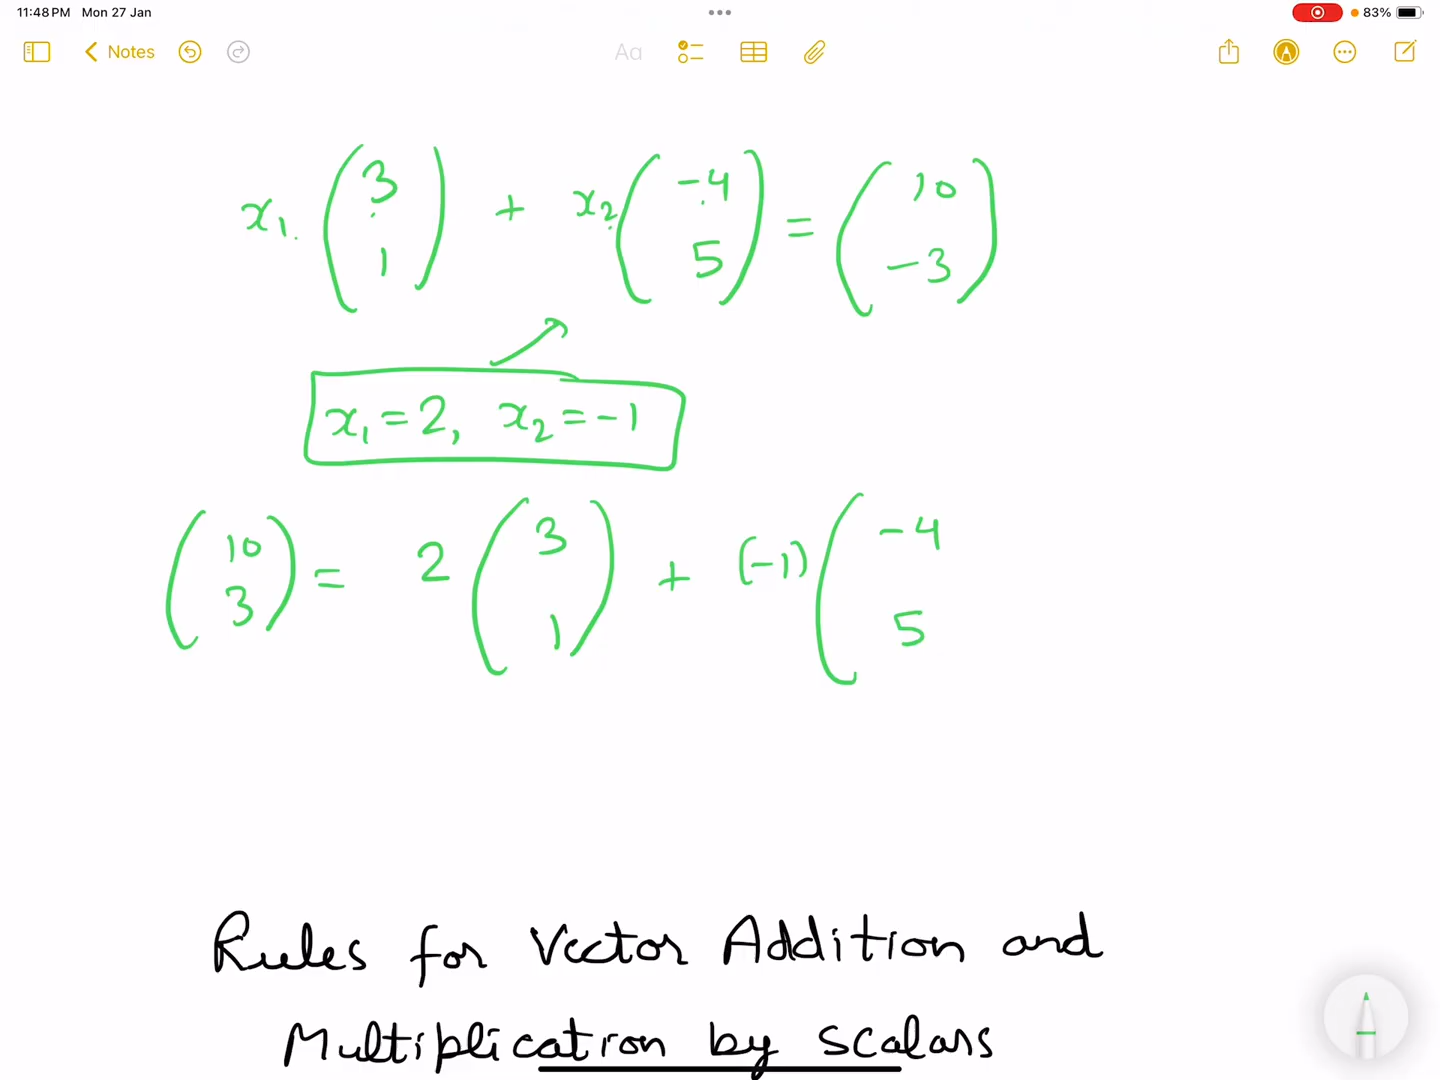 11:48 PM Mon 27 Jan 83%
Notes Aa
x₁ (3 1) + x₂ (-4 5) = (10 -3)
x₁ = 2, x₂ = -1
(10 3) = 2 (3 1) + (-1) (-4 5
Rules for Vector Addition and
Multiplication by scalars